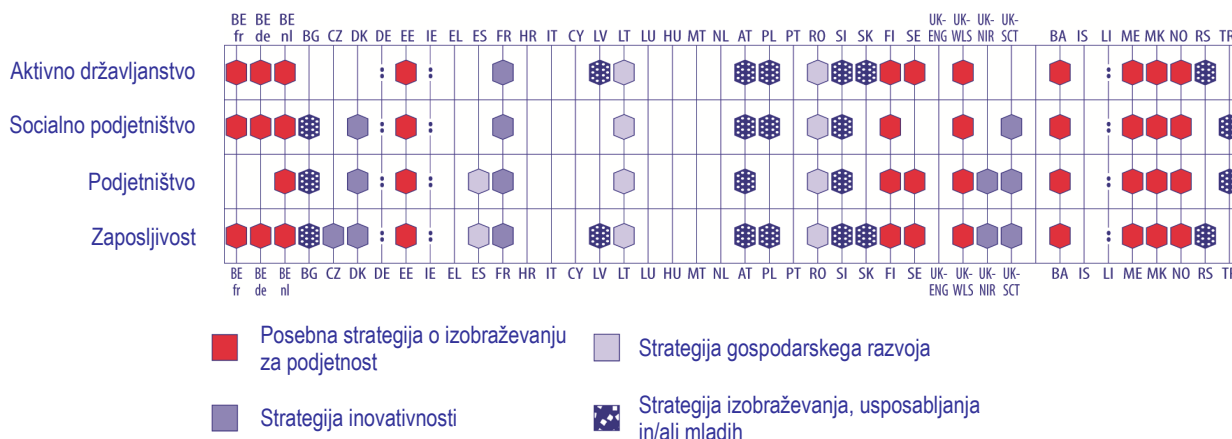 BE BE BE UK- UK- UK- UK-
fr de nl BG CZ DK DE EE IE EL ES FR HR IT CY LV LT LU HU MT NL AT PL PT RO SI SK FI SE ENG WLS NIR SCT BA IS LI ME MK NO RS TR
Aktivno državljanstvo
Socialno podjetništvo
Podjetništvo
Zaposljivost
BE BE BE BG CZ DK DE EE IE EL ES FR HR IT CY LV LT LU HU MT NL AT PL PT RO SI SK FI SE UK- UK- UK- UK- BA IS LI ME MK NO RS TR
fr de nl ENG WLS NIR SCT
Posebna strategija o izobraževanju
za podjetnost
Strategija gospodarskega razvoja
Strategija inovativnosti
Strategija izobraževanja, usposabljanja
in/ali mladih